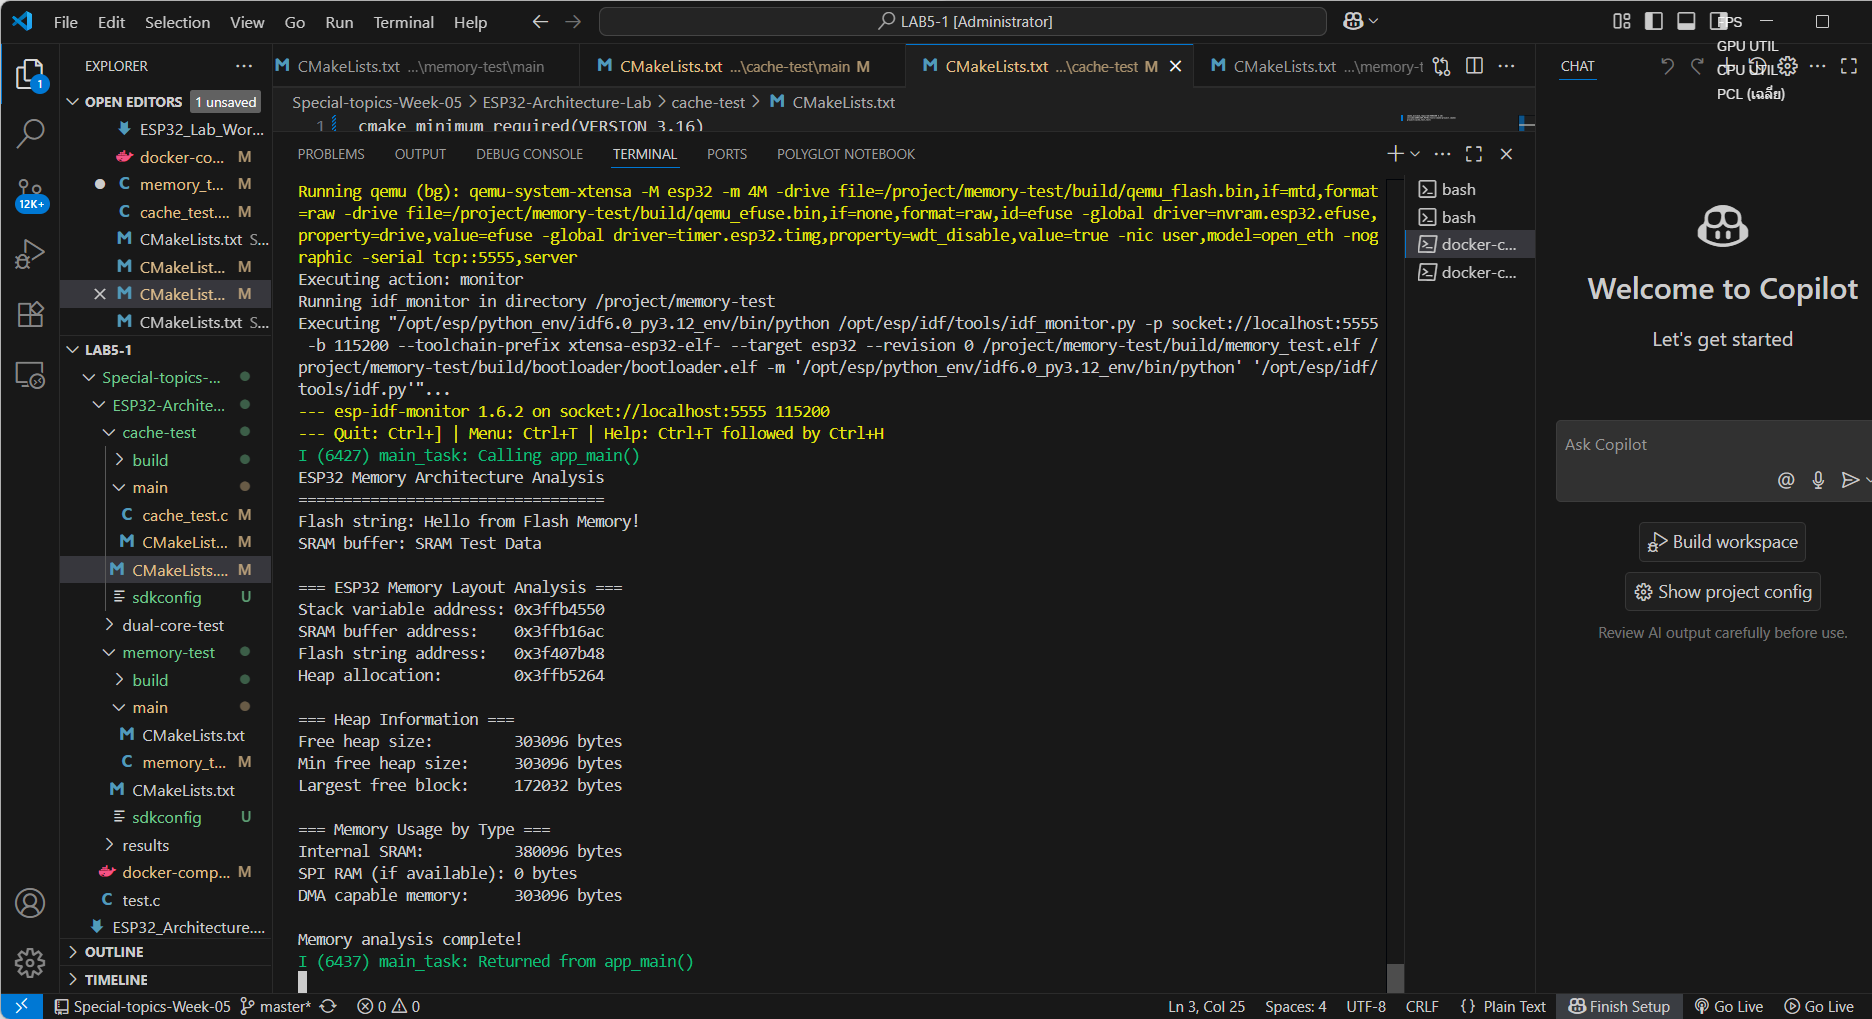 File Edit Selection View Go Run Terminal Help
LAB5-1 [Administrator]
FPS
GPU UTIL
CPU UTIL
PCL (เฉลี่ย)
EXPLORER
OPEN EDITORS 1 unsaved
ESP32_Lab_Wor...
docker-co... M
memory_t... M
cache_test.... M
CMakeLists.txt S...
CMakeList... M
CMakeList... M
CMakeLists.txt S...
LAB5-1
Special-topics-...
ESP32-Archite...
cache-test
build
main
cache_test.c M
CMakeList... M
CMakeLists.... M
sdkconfig U
dual-core-test
memory-test
build
main
CMakeLists.txt
memory_t... M
CMakeLists.txt
sdkconfig U
results
docker-comp... M
test.c
ESP32_Architecture....
OUTLINE
TIMELINE
1
12K+
CMakeLists.txt ...\memory-test\main
CMakeLists.txt ...\cache-test\main M
CMakeLists.txt ...\cache-test M
CMakeLists.txt ...\memory-t
Special-topics-Week-05 > ESP32-Architecture-Lab > cache-test > CMakeLists.txt
1 cmake_minimum_required(VERSION 3.16)
PROBLEMS OUTPUT DEBUG CONSOLE TERMINAL PORTS POLYGLOT NOTEBOOK
Running qemu (bg): qemu-system-xtensa -M esp32 -m 4M -drive file=/project/memory-test/build/qemu_flash.bin,if=mtd,format
=raw -drive file=/project/memory-test/build/qemu_efuse.bin,if=none,format=raw,id=efuse -global driver=nvram.esp32.efuse,
property=drive,value=efuse -global driver=timer.esp32.timg,property=wdt_disable,value=true -nic user,model=open_eth -nog
raphic -serial tcp::5555,server
Executing action: monitor
Running idf_monitor in directory /project/memory-test
Executing "/opt/esp/python_env/idf6.0_py3.12_env/bin/python /opt/esp/idf/tools/idf_monitor.py -p socket://localhost:5555
-b 115200 --toolchain-prefix xtensa-esp32-elf- --target esp32 --revision 0 /project/memory-test/build/memory_test.elf /
project/memory-test/build/bootloader/bootloader.elf -m '/opt/esp/python_env/idf6.0_py3.12_env/bin/python' '/opt/esp/idf/
tools/idf.py'"...
--- esp-idf-monitor 1.6.2 on socket://localhost:5555 115200
--- Quit: Ctrl+] | Menu: Ctrl+T | Help: Ctrl+T followed by Ctrl+H
I (6427) main_task: Calling app_main()
ESP32 Memory Architecture Analysis
==================================
Flash string: Hello from Flash Memory!
SRAM buffer: SRAM Test Data
=== ESP32 Memory Layout Analysis ===
Stack variable address: 0x3ffb4550
SRAM buffer address: 0x3ffb16ac
Flash string address: 0x3f407b48
Heap allocation: 0x3ffb5264
=== Heap Information ===
Free heap size: 303096 bytes
Min free heap size: 303096 bytes
Largest free block: 172032 bytes
=== Memory Usage by Type ===
Internal SRAM: 380096 bytes
SPI RAM (if available): 0 bytes
DMA capable memory: 303096 bytes
Memory analysis complete!
I (6437) main_task: Returned from app_main()
bash
bash
docker-c...
docker-c...
CHAT
Welcome to Copilot
Let's get started
Ask Copilot
Build workspace
Show project config
Review AI output carefully before use.
Special-topics-Week-05 master* 0 0
Ln 3, Col 25 Spaces: 4 UTF-8 CRLF {} Plain Text Finish Setup Go Live Go Live